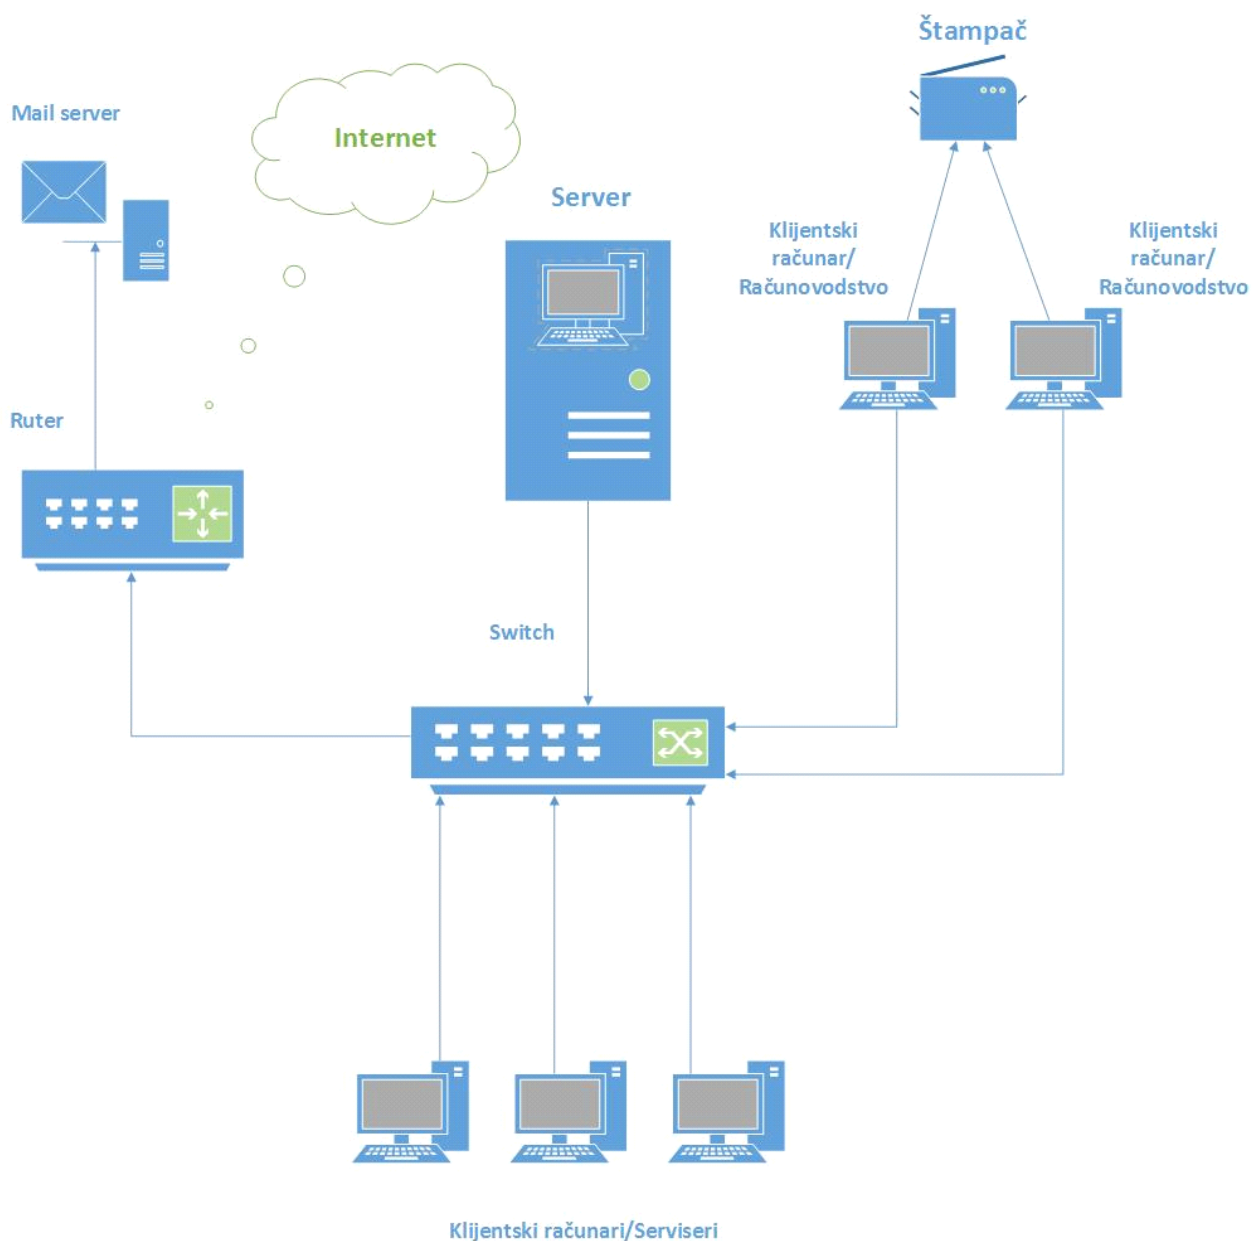 Štampač
Mail server
Internet
Server
Klijentski
računar/
Računovodstvo
Klijentski
računar/
Računovodstvo
Ruter
Switch
Klijentski računari/Serviseri